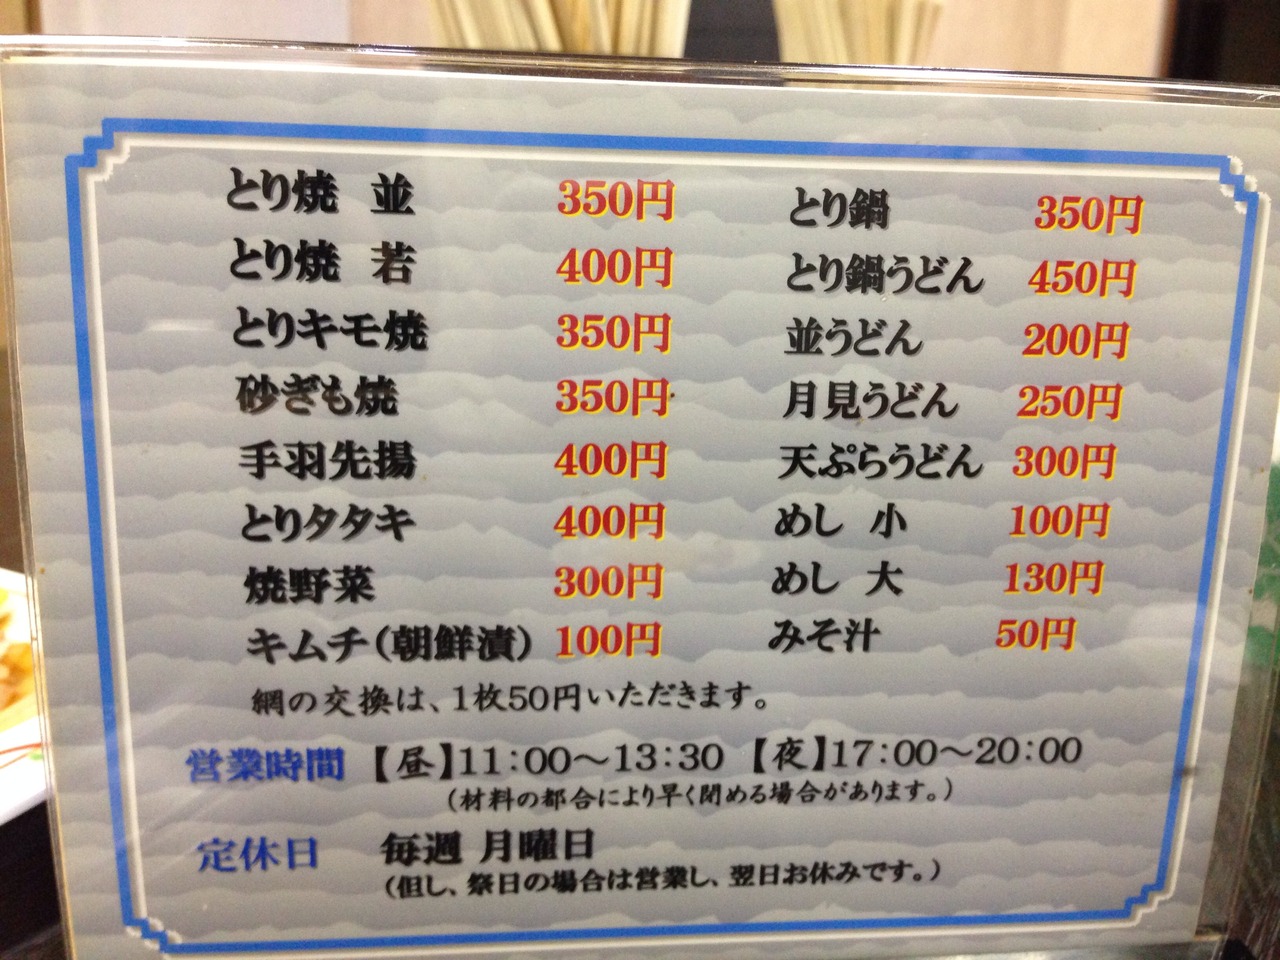 とり焼 並 350円
とり焼 若 400円
とりキモ焼 350円
砂ぎも焼 350円
手羽先揚 400円
とりタタキ 400円
焼野菜 300円
キムチ(朝鮮漬) 100円
とり鍋 350円
とり鍋うどん 450円
並うどん 200円
月見うどん 250円
天ぷらうどん 300円
めし 小 100円
めし 大 130円
みそ汁 50円
網の交換は、1枚50円いただきます。
営業時間 【昼】11:00〜13:30 【夜】17:00〜20:00
(材料の都合により早く閉める場合があります。)
定休日 毎週 月曜日
(但し、祭日の場合は営業し、翌日お休みです。)